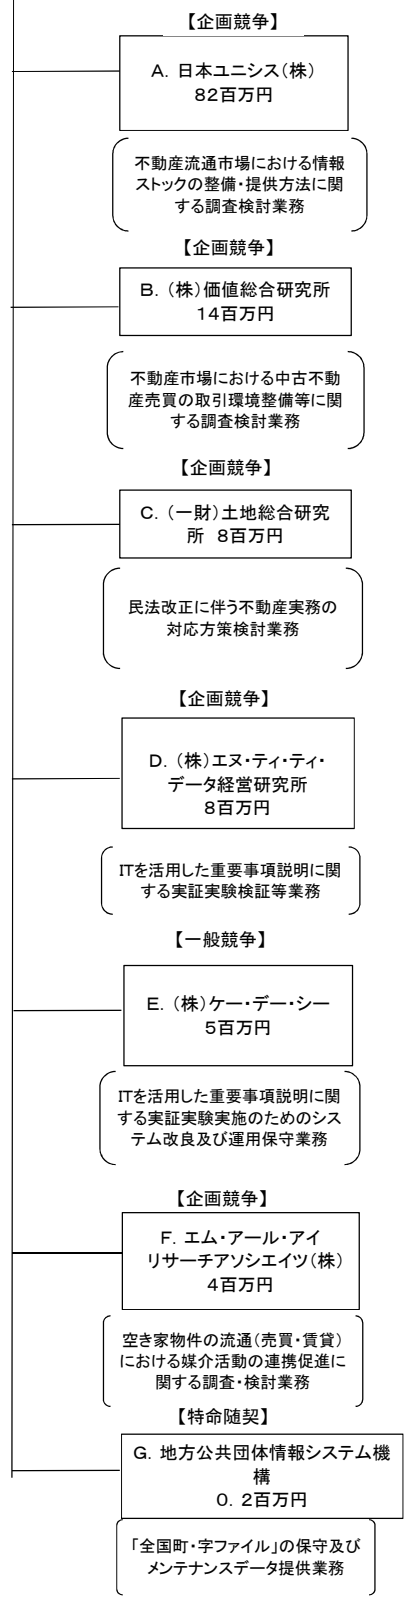 【企画競争】
A．日本ユニシス（株）
82百万円
不動産流通市場における情報
ストックの整備・提供方法に関
する調査検討業務
【企画競争】
B．（株）価値総合研究所
14百万円
不動産市場における中古不動
産売買の取引環境整備等に関
する調査検討業務
【企画競争】
C．（一財）土地総合研究
所　8百万円
民法改正に伴う不動産実務の
対応方策検討業務
【企画競争】
D．（株）エヌ・ティ・ティ・
データ経営研究所
8百万円
ITを活用した重要事項説明に関
する実証実験検証等業務
【一般競争】
E．（株）ケー・デー・シー
5百万円
ITを活用した重要事項説明に関
する実証実験実施のためのシス
テム改良及び運用保守業務
【企画競争】
F．エム・アール・アイ
リサーチアソシエイツ（株）
4百万円
空き家物件の流通（売買・賃貸）
における媒介活動の連携促進に
関する調査・検討業務
【特命随契】
G．地方公共団体情報システム機
構
0．2百万円
「全国町・字ファイル」の保守及び
メンテナンスデータ提供業務